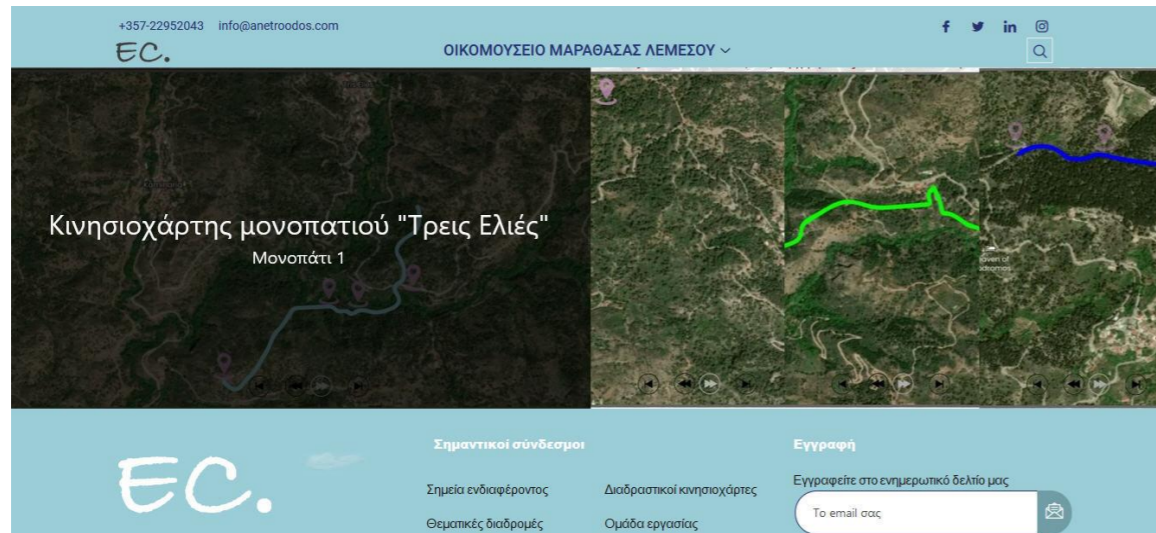 +357-22952043 info@anetroodos.com
EC.
ΟΙΚΟΜΟΥΣΕΙΟ ΜΑΡΑΘΑΣΑΣ ΛΕΜΕΣΟΥ
Κινησιοχάρτης μονοπατιού "Τρεις Ελιές"
Μονοπάτι 1
EC.
Σημαντικοί σύνδεσμοι
Σημεία ενδιαφέροντος
Διαδραστικοί κινησιοχάρτες
Θεματικές διαδρομές
Ομάδα εργασίας
Εγγραφή
Εγγραφείτε στο ενημερωτικό δελτίο μας
Το email σας